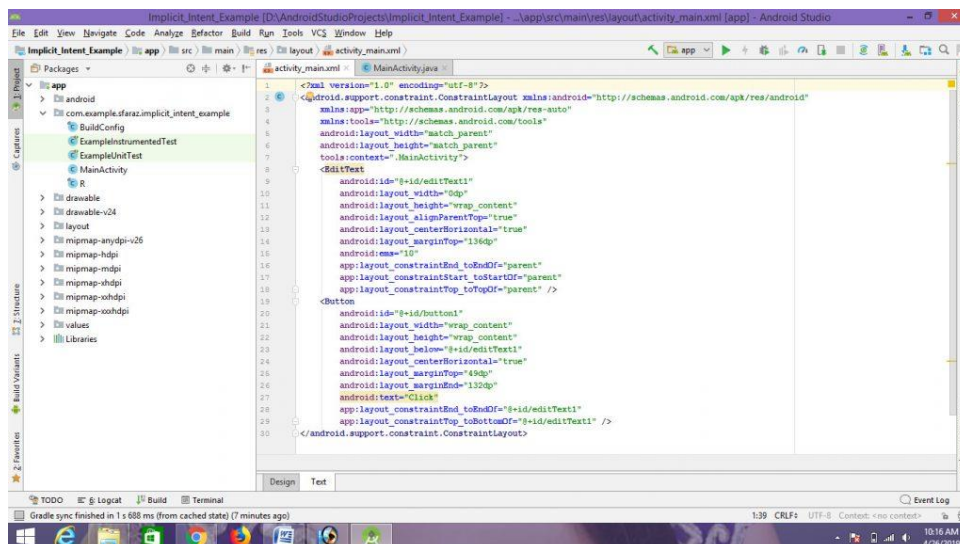 Implicit_Intent_Example [D:\AndroidStudioProjects\Implicit_Intent_Example] - ...\app\src\main\res\layout\activity_main.xml [app] - Android Studio
File Edit View Navigate Code Analyze Refactor Build Run Tools VCS Window Help
Implicit_Intent_Example app src main res layout activity_main.xml
app
Packages
activity_main.xml MainActivity.java
1: Project
Captures
7: Structure
Build Variants
2: Favorites
app
android
com.example.sfaraz.implicit_intent_example
BuildConfig
ExampleInstrumentedTest
ExampleUnitTest
MainActivity
R
drawable
drawable-v24
layout
mipmap-anydpi-v26
mipmap-hdpi
mipmap-mdpi
mipmap-xhdpi
mipmap-xxhdpi
mipmap-xxxhdpi
values
Libraries
1 <?xml version="1.0" encoding="utf-8"?>
2 <android.support.constraint.ConstraintLayout xmlns:android="http://schemas.android.com/apk/res/android"
3 xmlns:app="http://schemas.android.com/apk/res-auto"
4 xmlns:tools="http://schemas.android.com/tools"
5 android:layout_width="match_parent"
6 android:layout_height="match_parent"
7 tools:context=".MainActivity">
8 <EditText
9 android:id="@+id/editText1"
10 android:layout_width="0dp"
11 android:layout_height="wrap_content"
12 android:layout_alignParentTop="true"
13 android:layout_centerHorizontal="true"
14 android:layout_marginTop="136dp"
15 android:ems="10"
16 app:layout_constraintEnd_toEndOf="parent"
17 app:layout_constraintStart_toStartOf="parent"
18 app:layout_constraintTop_toTopOf="parent" />
19 <Button
20 android:id="@+id/button1"
21 android:layout_width="wrap_content"
22 android:layout_height="wrap_content"
23 android:layout_below="@+id/editText1"
24 android:layout_centerHorizontal="true"
25 android:layout_marginTop="49dp"
26 android:layout_marginEnd="132dp"
27 android:text="Click"
28 app:layout_constraintEnd_toEndOf="@+id/editText1"
29 app:layout_constraintTop_toBottomOf="@+id/editText1" />
30 </android.support.constraint.ConstraintLayout>
Design Text
TODO 6: Logcat Build Terminal Event Log
Gradle sync finished in 1 s 688 ms (from cached state) (7 minutes ago) 1:39 CRLF UTF-8 Context: <no context>
10:16 AM
4/26/2019